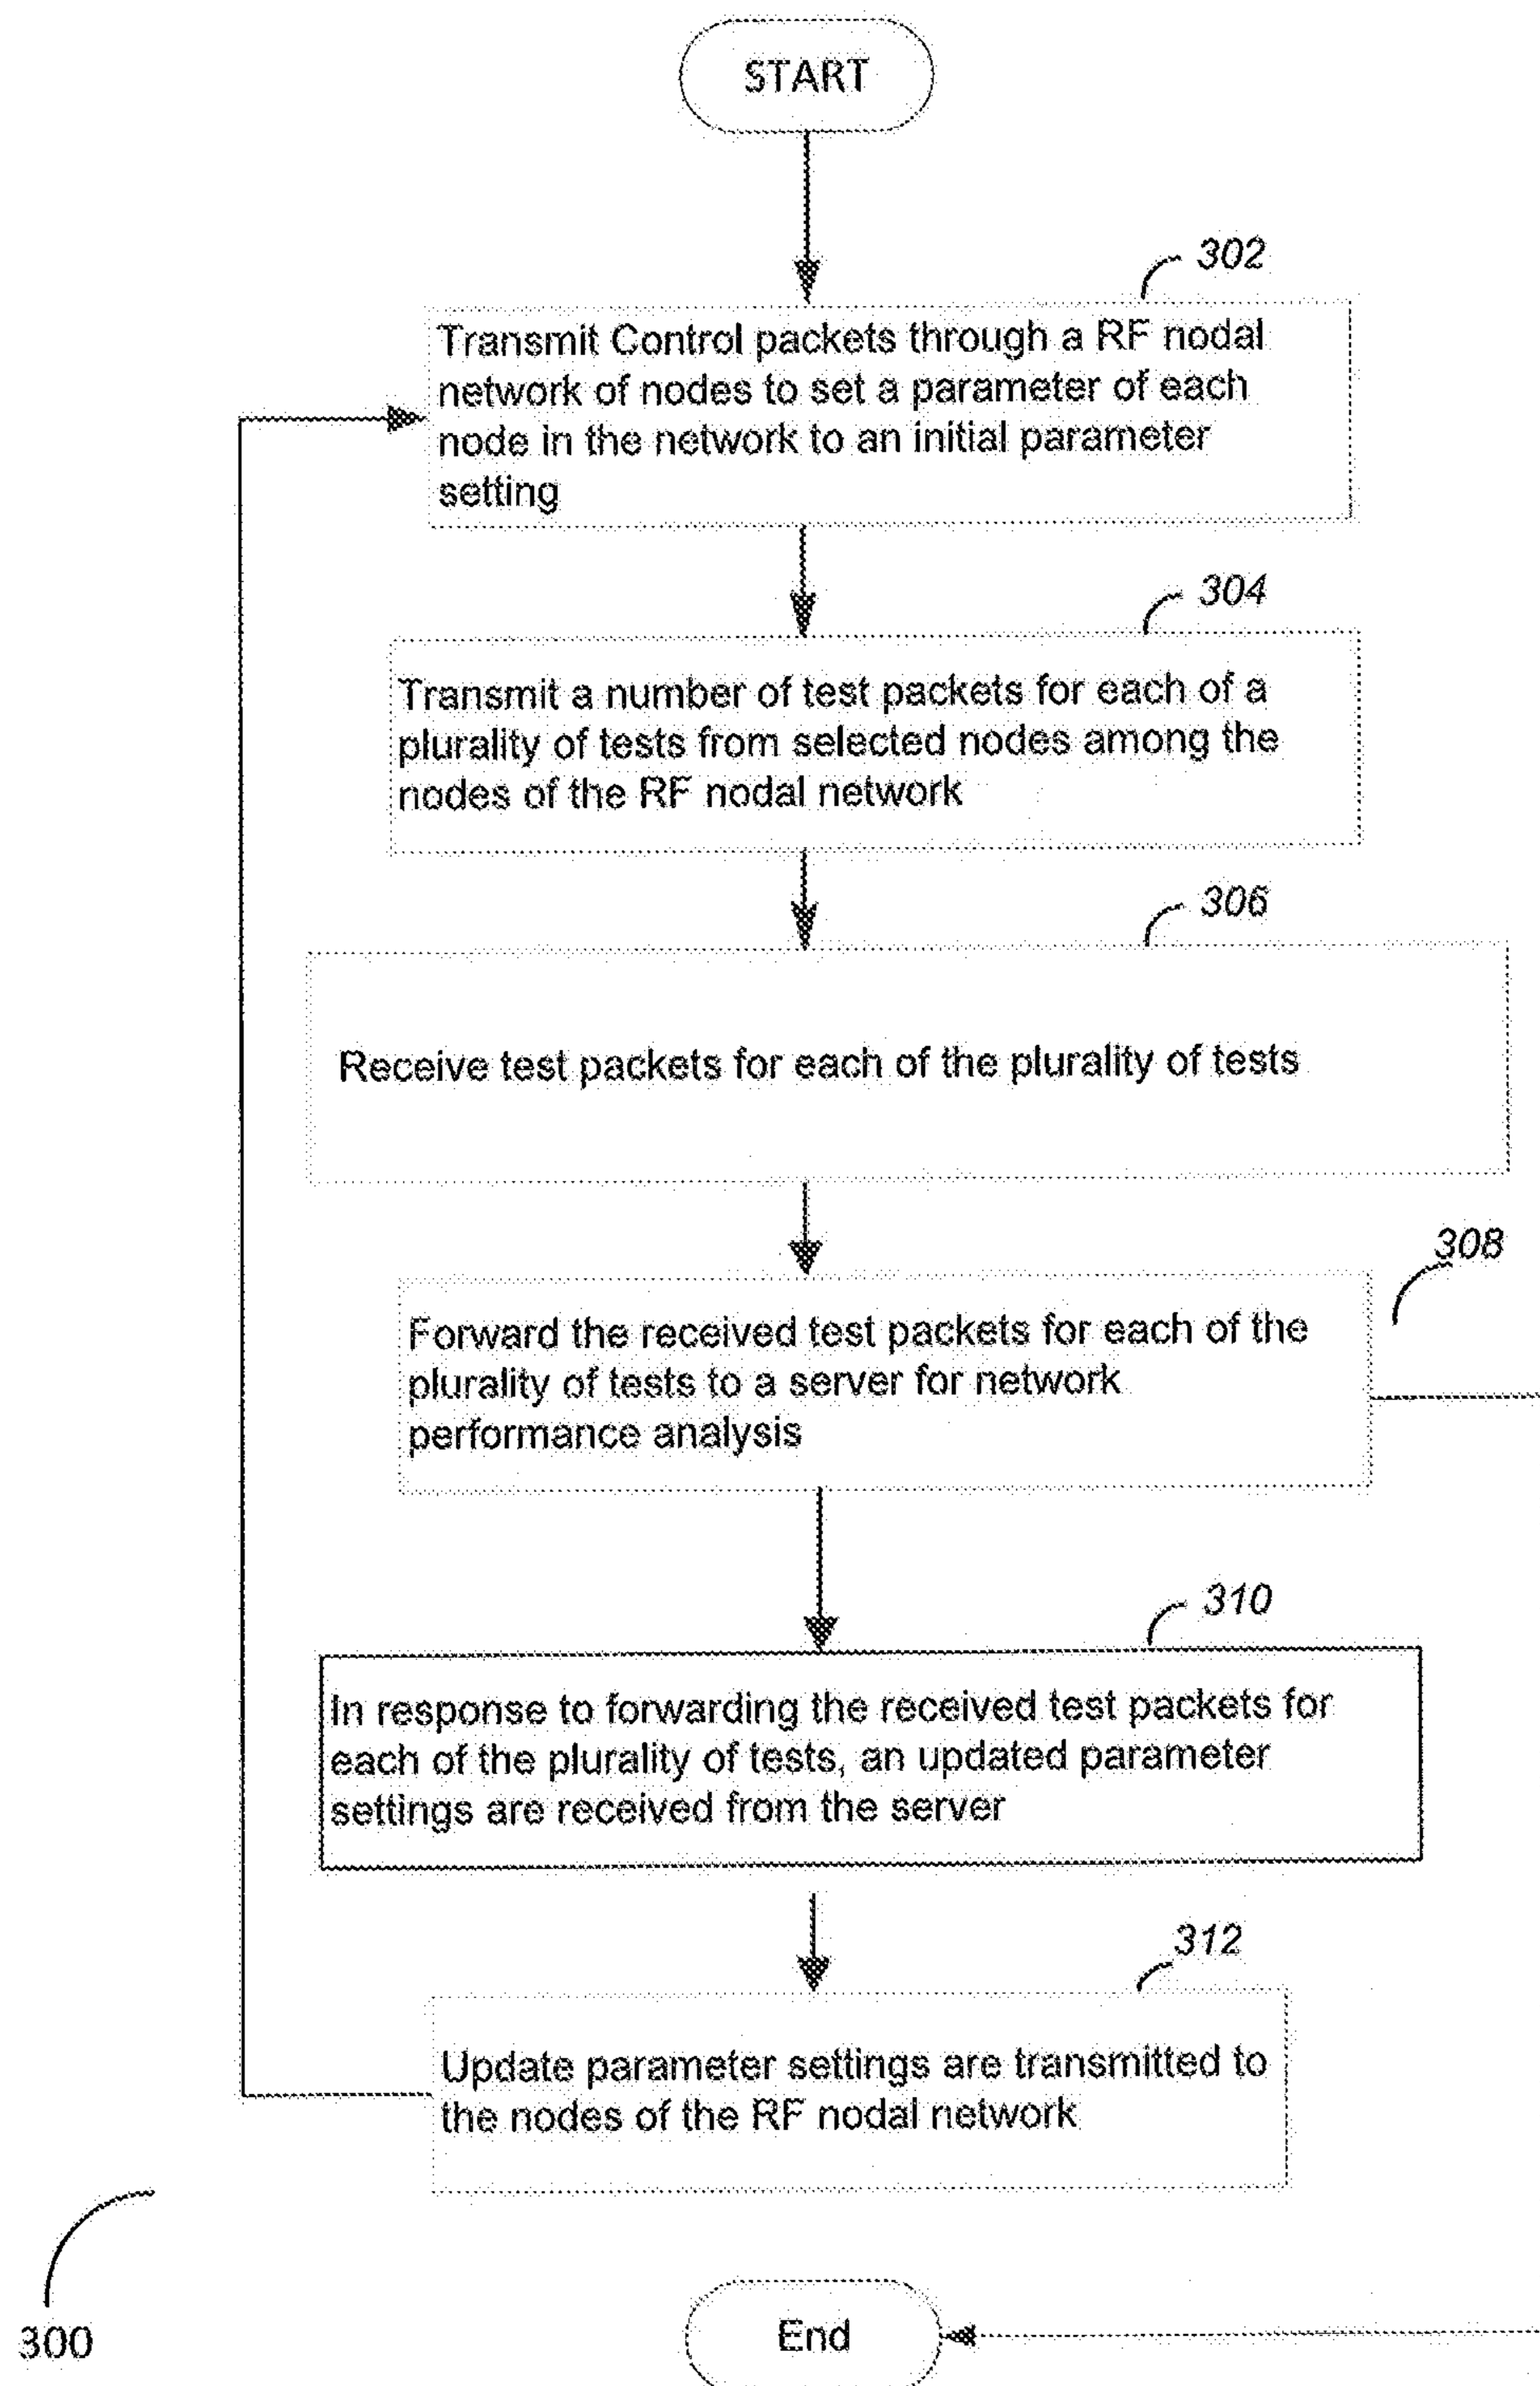 START
302
Transmit Control packets through a RF nodal
network of nodes to set a parameter of each
node in the network to an initial parameter
setting
304
Transmit a number of test packets for each of a
plurality of tests from selected nodes among the
nodes of the RF nodal network
306
Receive test packets for each of the plurality of tests
308
Forward the received test packets for each of the
plurality of tests to a server for network
performance analysis
310
In response to forwarding the received test packets for
each of the plurality of tests, an updated parameter
settings are received from the server
312
Update parameter settings are transmitted to
the nodes of the RF nodal network
300
End